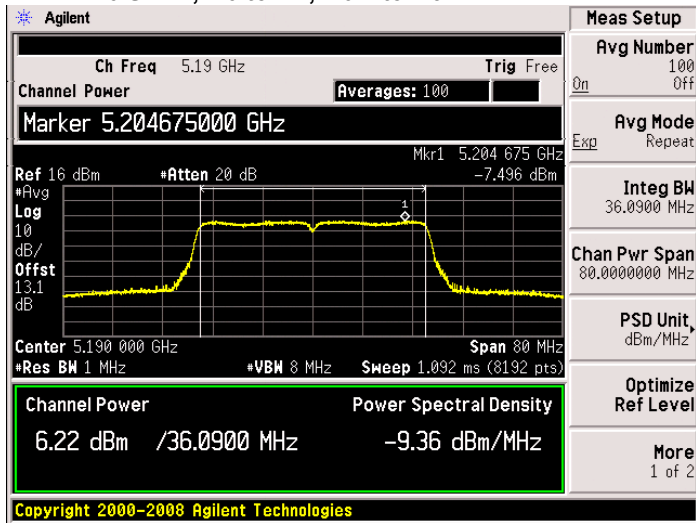 Agilent
Meas Setup
Ch Freq 5.19 GHz Trig Free
Channel Power Averages: 100
Marker 5.204675000 GHz
Mkr1 5.204 675 GHz
Ref 16 dBm #Atten 20 dB -7.496 dBm
#Avg
Log
10
dB/
Offst
13.1
dB
1
Center 5.190 000 GHz Span 80 MHz
#Res BW 1 MHz #VBW 8 MHz Sweep 1.092 ms (8192 pts)
Channel Power Power Spectral Density
6.22 dBm /36.0900 MHz -9.36 dBm/MHz
Copyright 2000-2008 Agilent Technologies
Avg Number
100
On Off
Avg Mode
Exp Repeat
Integ BW
36.0900 MHz
Chan Pwr Span
80.0000000 MHz
PSD Unit
dBm/MHz
Optimize
Ref Level
More
1 of 2